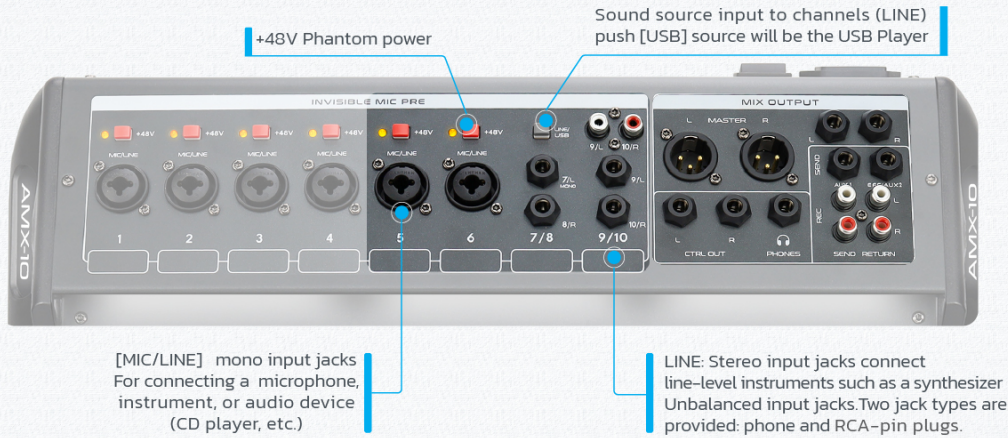 Sound source input to channels (LINE)
push [USB] source will be the USB Player
+48V Phantom power
INVISIBLE MIC PRE
MIX OUTPUT
+48V +48V +48V +48V +48V +48V
LINE/
USB
9/L 10/R
L MASTER R
L R
MIC/LINE MIC/LINE MIC/LINE MIC/LINE MIC/LINE MIC/LINE
7/L
MONO
9/L
SEND
AUX1
8/R
10/R
REC
L
R
1 2 3 4 5 6 7/8 9/10
L R
CTRL OUT PHONES
SEND RETURN
AMX-10
AMX-10
[MIC/LINE] mono input jacks
For connecting a microphone,
instrument, or audio device
(CD player, etc.)
LINE: Stereo input jacks connect
line-level instruments such as a synthesizer
Unbalanced input jacks.Two jack types are
provided: phone and RCA-pin plugs.